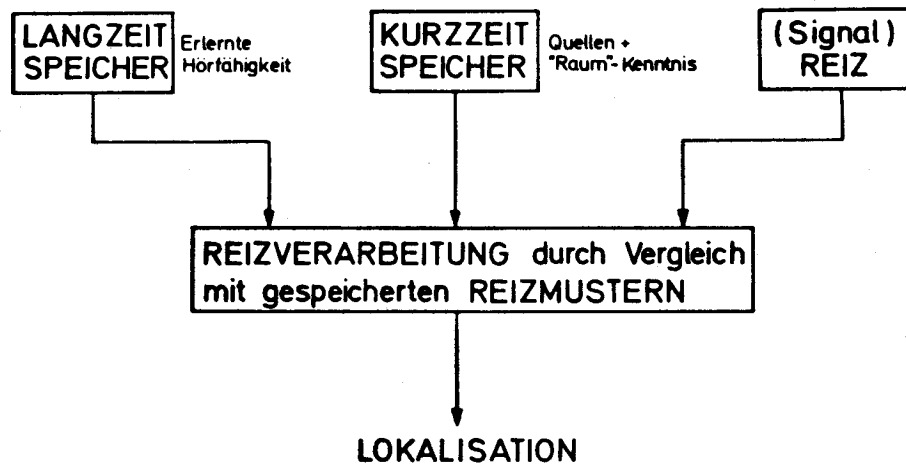 LANGZEIT
SPEICHER
Erlernte
Hörfähigkeit
KURZZEIT
SPEICHER
Quellen +
"Raum"-Kenntnis
(Signal)
REIZ
REIZVERARBEITUNG durch Vergleich
mit gespeicherten REIZMUSTERN
LOKALISATION